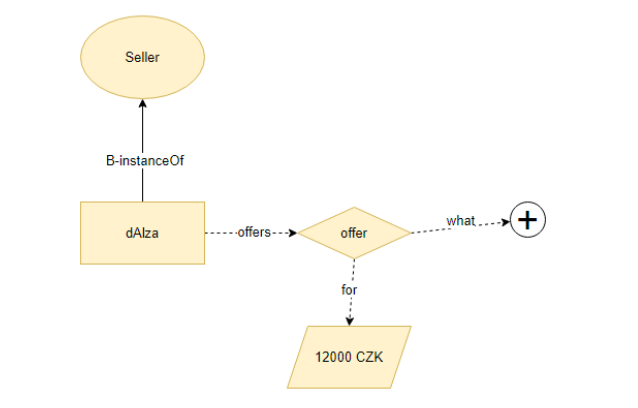 Seller
B-instanceOf
dAlza
offers
offer
what
+
for
12000 CZK